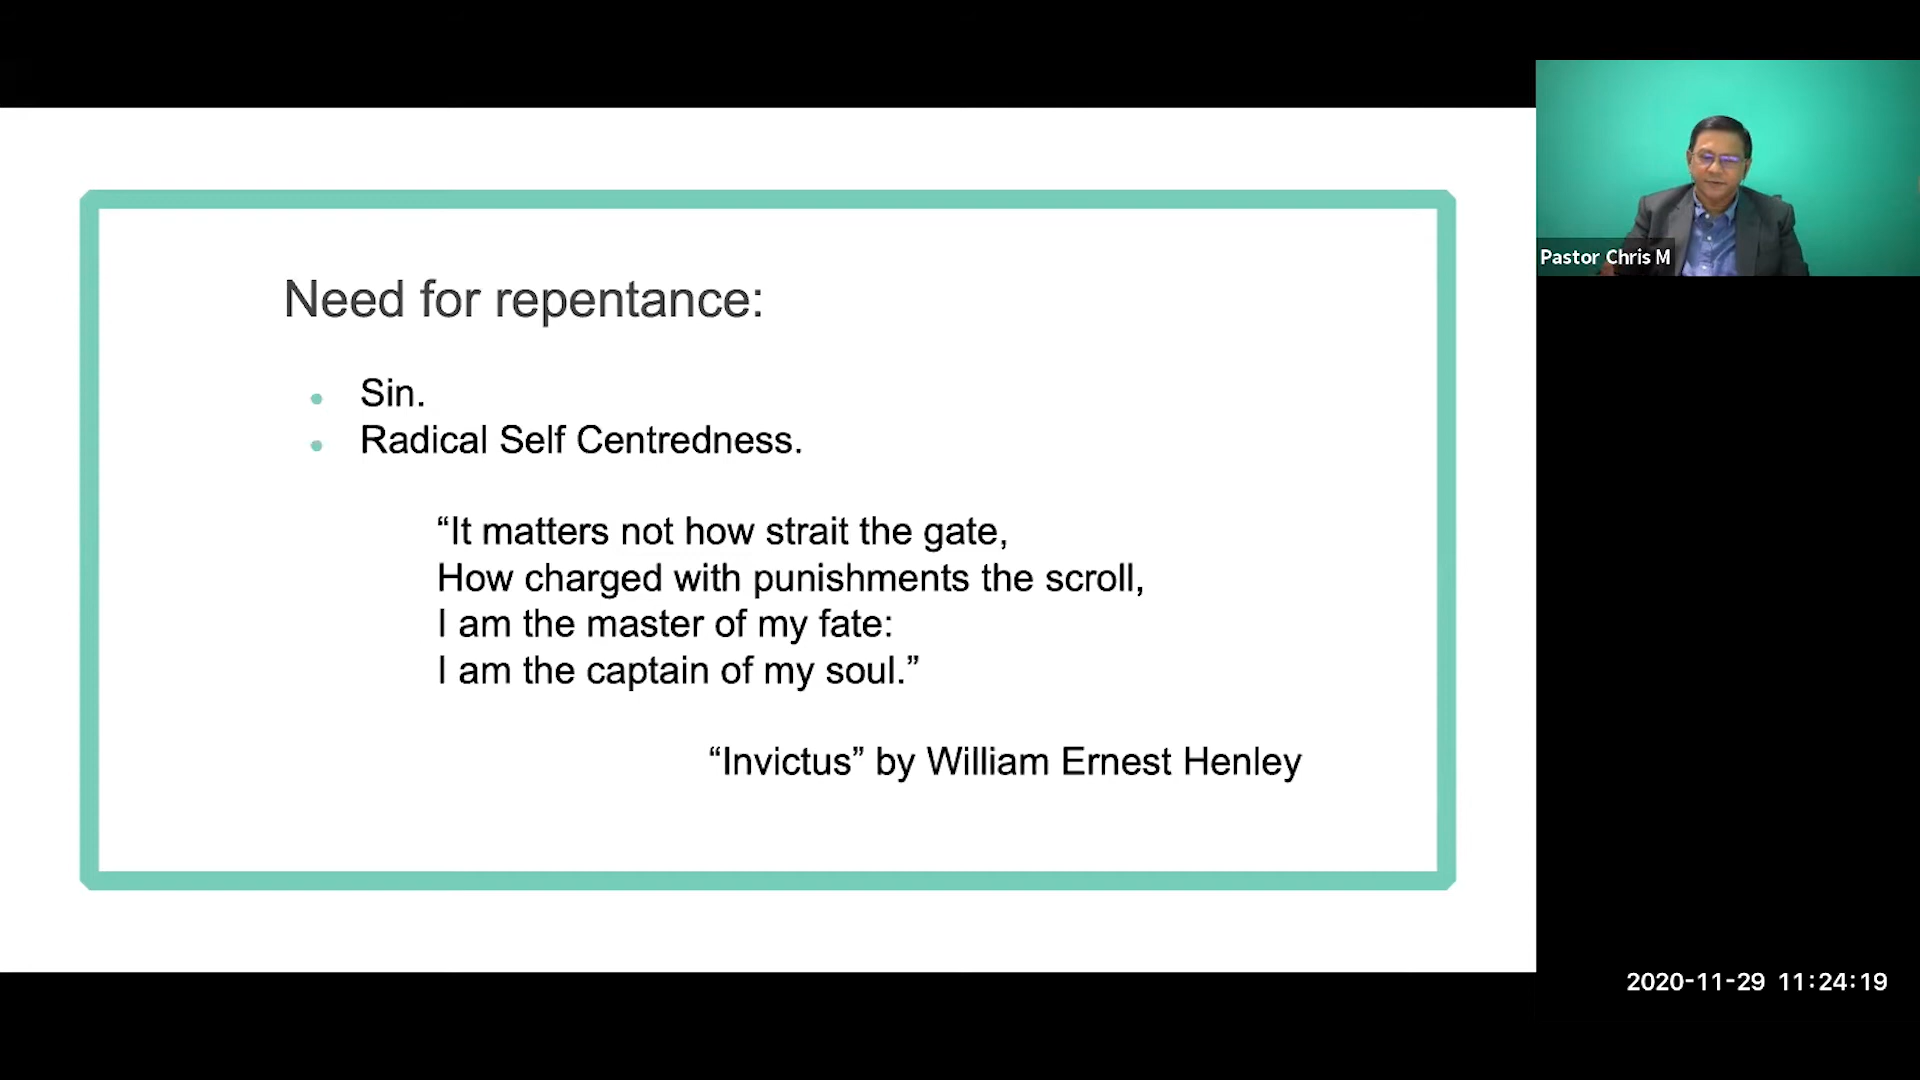 Need for repentance:
Sin.
Radical Self Centredness.
“It matters not how strait the gate,
How charged with punishments the scroll,
I am the master of my fate:
I am the captain of my soul.”
“Invictus” by William Ernest Henley
Pastor Chris M
2020-11-29 11:24:19